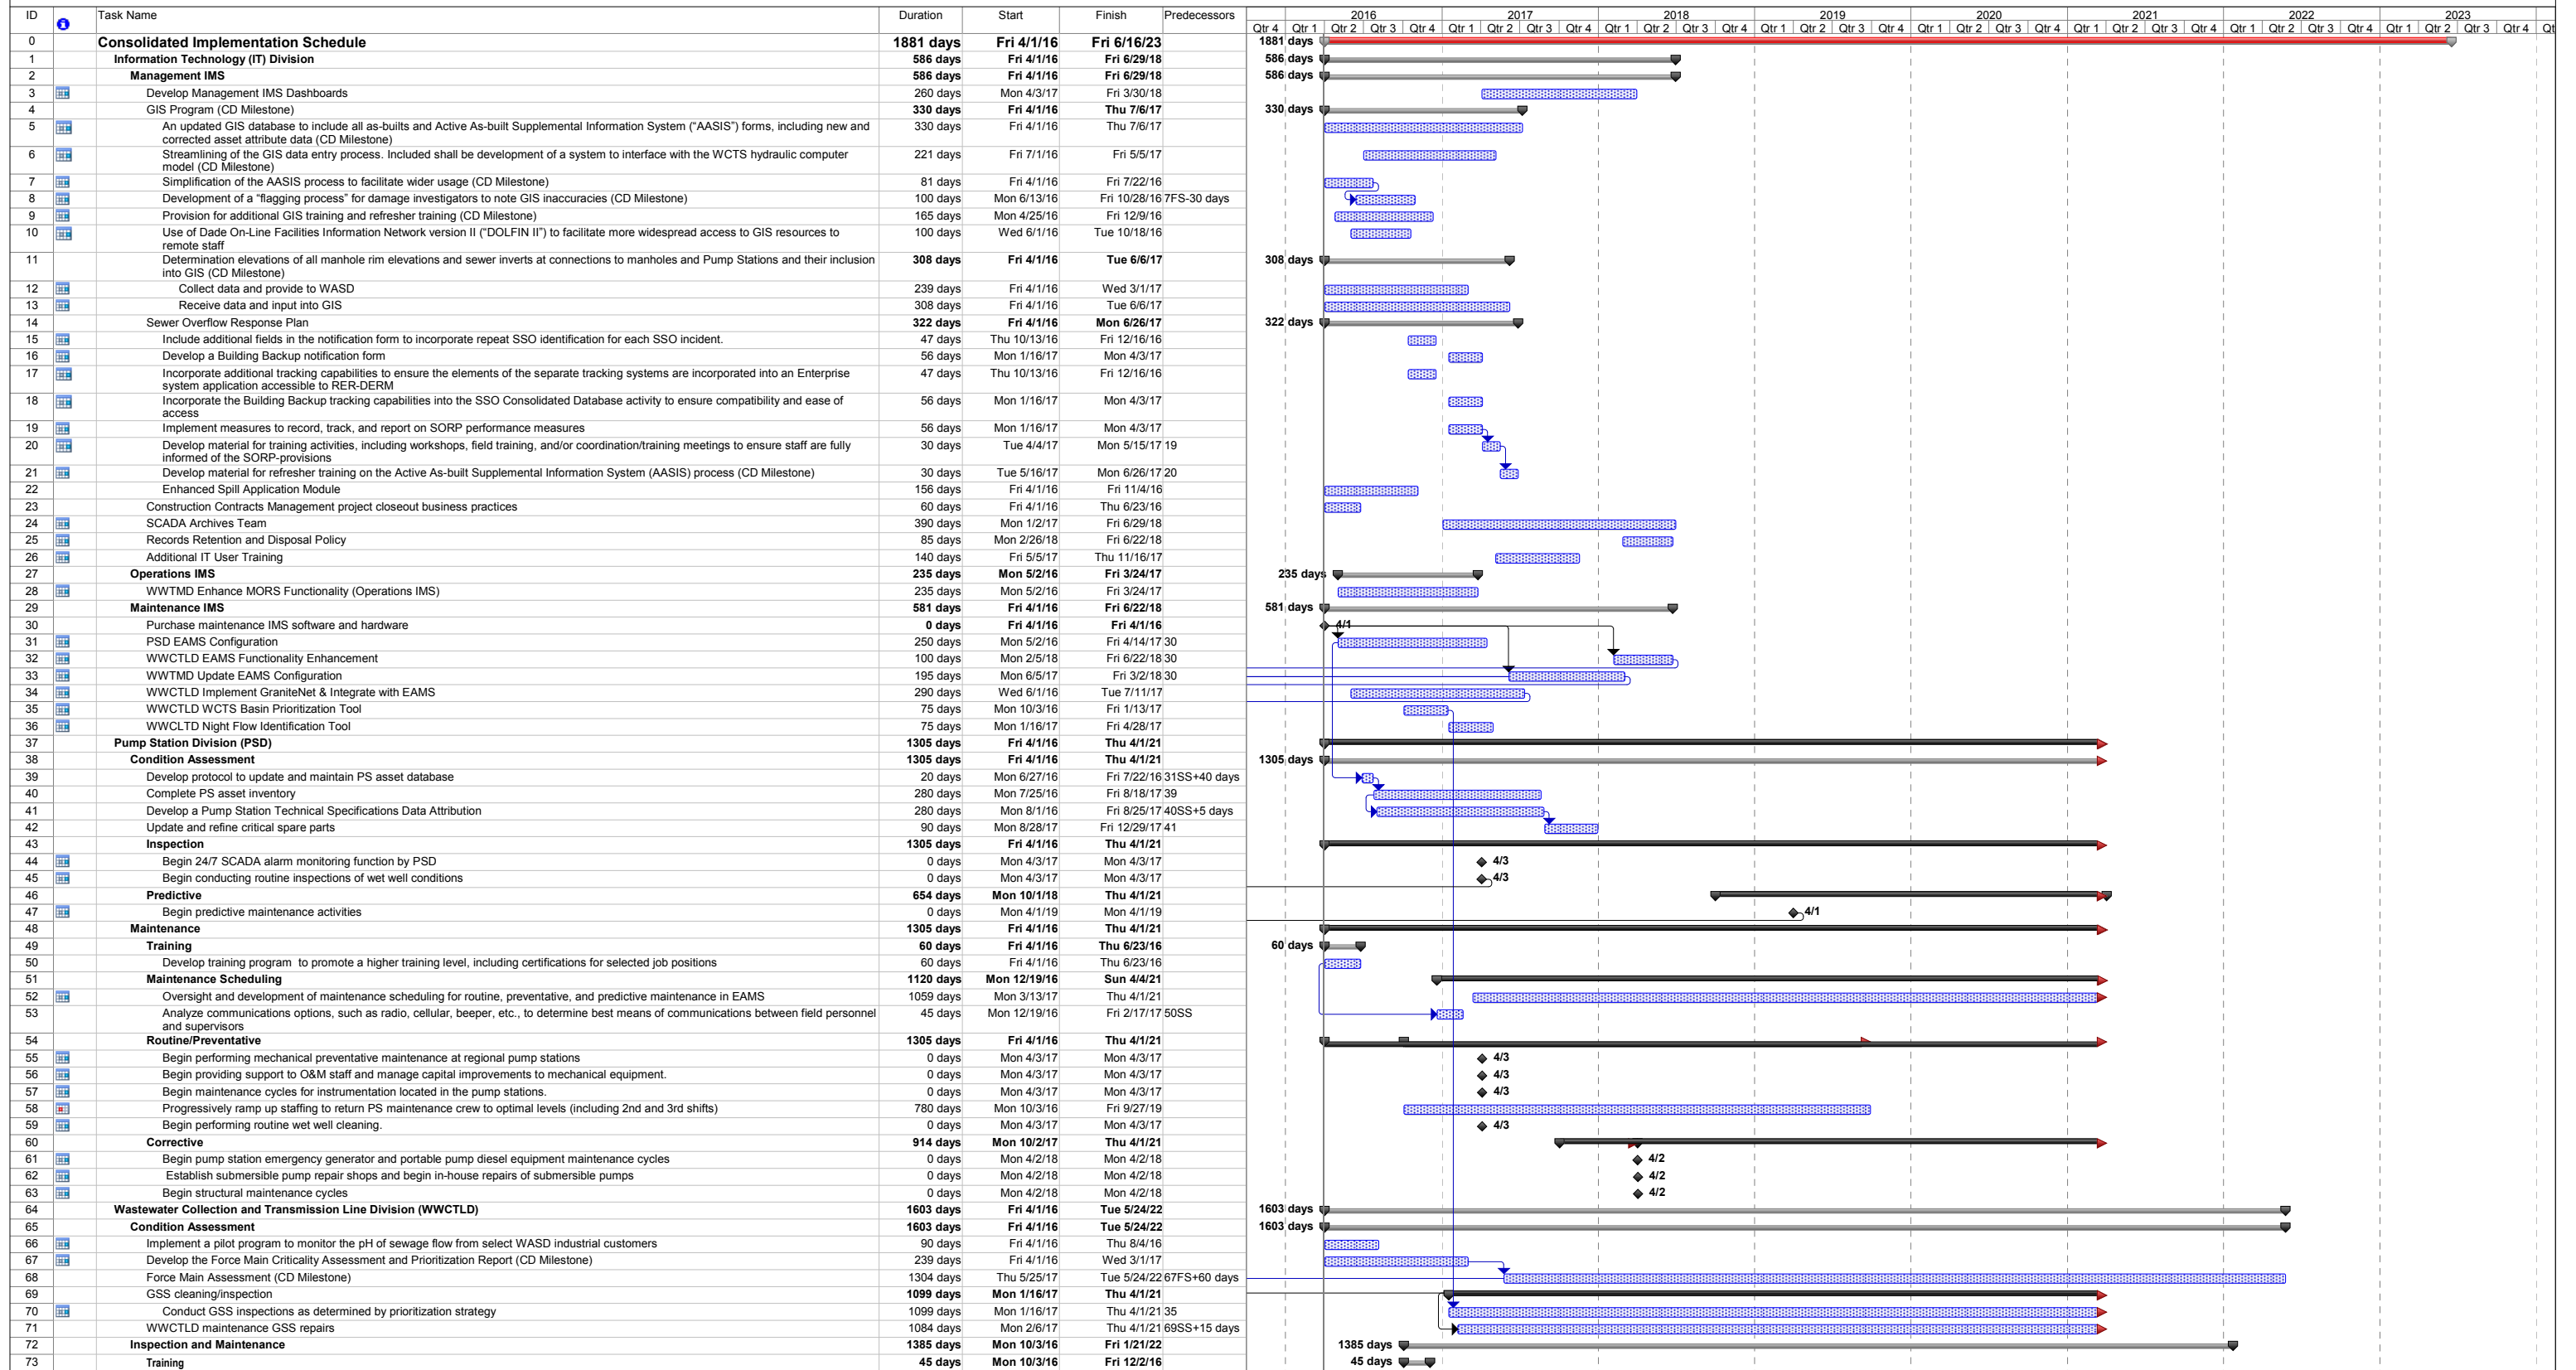 ID Task Name Duration Start Finish Predecessors 2016 2017 2018 2019 2020 2021 2022 2023
Qtr 4 Qtr 1 Qtr 2 Qtr 3 Qtr 4 Qtr 1 Qtr 2 Qtr 3 Qtr 4 Qtr 1 Qtr 2 Qtr 3 Qtr 4 Qtr 1 Qtr 2 Qtr 3 Qtr 4 Qtr 1 Qtr 2 Qtr 3 Qtr 4 Qtr 1 Qtr 2 Qtr 3 Qtr 4 Qtr 1 Qtr 2 Qtr 3 Qtr 4 Qtr 1 Qtr 2 Qtr 3 Qtr 4 Qt
0 Consolidated Implementation Schedule 1881 days Fri 4/1/16 Fri 6/16/23 1881 days
1 Information Technology (IT) Division 586 days Fri 4/1/16 Fri 6/29/18 586 days
2 Management IMS 586 days Fri 4/1/16 Fri 6/29/18 586 days
3 Develop Management IMS Dashboards 260 days Mon 4/3/17 Fri 3/30/18
4 GIS Program (CD Milestone) 330 days Fri 4/1/16 Thu 7/6/17 330 days
5 An updated GIS database to include all as-builts and Active As-built Supplemental Information System (“AASIS”) forms, including new and 330 days Fri 4/1/16 Thu 7/6/17
corrected asset attribute data (CD Milestone)
6 Streamlining of the GIS data entry process. Included shall be development of a system to interface with the WCTS hydraulic computer 221 days Fri 7/1/16 Fri 5/5/17
model (CD Milestone)
7 Simplification of the AASIS process to facilitate wider usage (CD Milestone) 81 days Fri 4/1/16 Fri 7/22/16
8 Development of a “flagging process” for damage investigators to note GIS inaccuracies (CD Milestone) 100 days Mon 6/13/16 Fri 10/28/16 7FS-30 days
9 Provision for additional GIS training and refresher training (CD Milestone) 165 days Mon 4/25/16 Fri 12/9/16
10 Use of Dade On-Line Facilities Information Network version II (“DOLFIN II”) to facilitate more widespread access to GIS resources to 100 days Wed 6/1/16 Tue 10/18/16
remote staff
11 Determination elevations of all manhole rim elevations and sewer inverts at connections to manholes and Pump Stations and their inclusion 308 days Fri 4/1/16 Tue 6/6/17 308 days
into GIS (CD Milestone)
12 Collect data and provide to WASD 239 days Fri 4/1/16 Wed 3/1/17
13 Receive data and input into GIS 308 days Fri 4/1/16 Tue 6/6/17
14 Sewer Overflow Response Plan 322 days Fri 4/1/16 Mon 6/26/17 322 days
15 Include additional fields in the notification form to incorporate repeat SSO identification for each SSO incident. 47 days Thu 10/13/16 Fri 12/16/16
16 Develop a Building Backup notification form 56 days Mon 1/16/17 Mon 4/3/17
17 Incorporate additional tracking capabilities to ensure the elements of the separate tracking systems are incorporated into an Enterprise 47 days Thu 10/13/16 Fri 12/16/16
system application accessible to RER-DERM
18 Incorporate the Building Backup tracking capabilities into the SSO Consolidated Database activity to ensure compatibility and ease of 56 days Mon 1/16/17 Mon 4/3/17
access
19 Implement measures to record, track, and report on SORP performance measures 56 days Mon 1/16/17 Mon 4/3/17
20 Develop material for training activities, including workshops, field training, and/or coordination/training meetings to ensure staff are fully 30 days Tue 4/4/17 Mon 5/15/17 19
informed of the SORP-provisions
21 Develop material for refresher training on the Active As-built Supplemental Information System (AASIS) process (CD Milestone) 30 days Tue 5/16/17 Mon 6/26/17 20
22 Enhanced Spill Application Module 156 days Fri 4/1/16 Fri 11/4/16
23 Construction Contracts Management project closeout business practices 60 days Fri 4/1/16 Thu 6/23/16
24 SCADA Archives Team 390 days Mon 1/2/17 Fri 6/29/18
25 Records Retention and Disposal Policy 85 days Mon 2/26/18 Fri 6/22/18
26 Additional IT User Training 140 days Fri 5/5/17 Thu 11/16/17
27 Operations IMS 235 days Mon 5/2/16 Fri 3/24/17 235 days
28 WWTMD Enhance MORS Functionality (Operations IMS) 235 days Mon 5/2/16 Fri 3/24/17
29 Maintenance IMS 581 days Fri 4/1/16 Fri 6/22/18 581 days
30 Purchase maintenance IMS software and hardware 0 days Fri 4/1/16 Fri 4/1/16 4/1
31 PSD EAMS Configuration 250 days Mon 5/2/16 Fri 4/14/17 30
32 WWCTLD EAMS Functionality Enhancement 100 days Mon 2/5/18 Fri 6/22/18 30
33 WWTMD Update EAMS Configuration 195 days Mon 6/5/17 Fri 3/2/18 30
34 WWCTLD Implement GraniteNet & Integrate with EAMS 290 days Wed 6/1/16 Tue 7/11/17
35 WWCTLD WCTS Basin Prioritization Tool 75 days Mon 10/3/16 Fri 1/13/17
36 WWCLTD Night Flow Identification Tool 75 days Mon 1/16/17 Fri 4/28/17
37 Pump Station Division (PSD) 1305 days Fri 4/1/16 Thu 4/1/21
38 Condition Assessment 1305 days Fri 4/1/16 Thu 4/1/21 1305 days
39 Develop protocol to update and maintain PS asset database 20 days Mon 6/27/16 Fri 7/22/16 31SS+40 days
40 Complete PS asset inventory 280 days Mon 7/25/16 Fri 8/18/17 39
41 Develop a Pump Station Technical Specifications Data Attribution 280 days Mon 8/1/16 Fri 8/25/17 40SS+5 days
42 Update and refine critical spare parts 90 days Mon 8/28/17 Fri 12/29/17 41
43 Inspection 1305 days Fri 4/1/16 Thu 4/1/21
44 Begin 24/7 SCADA alarm monitoring function by PSD 0 days Mon 4/3/17 Mon 4/3/17 4/3
45 Begin conducting routine inspections of wet well conditions 0 days Mon 4/3/17 Mon 4/3/17 4/3
46 Predictive 654 days Mon 10/1/18 Thu 4/1/21
47 Begin predictive maintenance activities 0 days Mon 4/1/19 Mon 4/1/19 4/1
48 Maintenance 1305 days Fri 4/1/16 Thu 4/1/21
49 Training 60 days Fri 4/1/16 Thu 6/23/16 60 days
50 Develop training program to promote a higher training level, including certifications for selected job positions 60 days Fri 4/1/16 Thu 6/23/16
51 Maintenance Scheduling 1120 days Mon 12/19/16 Sun 4/4/21
52 Oversight and development of maintenance scheduling for routine, preventative, and predictive maintenance in EAMS 1059 days Mon 3/13/17 Thu 4/1/21
53 Analyze communications options, such as radio, cellular, beeper, etc., to determine best means of communications between field personnel 45 days Mon 12/19/16 Fri 2/17/17 50SS
and supervisors
54 Routine/Preventative 1305 days Fri 4/1/16 Thu 4/1/21
55 Begin performing mechanical preventative maintenance at regional pump stations 0 days Mon 4/3/17 Mon 4/3/17 4/3
56 Begin providing support to O&M staff and manage capital improvements to mechanical equipment. 0 days Mon 4/3/17 Mon 4/3/17 4/3
57 Begin maintenance cycles for instrumentation located in the pump stations. 0 days Mon 4/3/17 Mon 4/3/17 4/3
58 Progressively ramp up staffing to return PS maintenance crew to optimal levels (including 2nd and 3rd shifts) 780 days Mon 10/3/16 Fri 9/27/19
59 Begin performing routine wet well cleaning. 0 days Mon 4/3/17 Mon 4/3/17 4/3
60 Corrective 914 days Mon 10/2/17 Thu 4/1/21
61 Begin pump station emergency generator and portable pump diesel equipment maintenance cycles 0 days Mon 4/2/18 Mon 4/2/18 4/2
62 Establish submersible pump repair shops and begin in-house repairs of submersible pumps 0 days Mon 4/2/18 Mon 4/2/18 4/2
63 Begin structural maintenance cycles 0 days Mon 4/2/18 Mon 4/2/18 4/2
64 Wastewater Collection and Transmission Line Division (WWCTLD) 1603 days Fri 4/1/16 Tue 5/24/22 1603 days
65 Condition Assessment 1603 days Fri 4/1/16 Tue 5/24/22 1603 days
66 Implement a pilot program to monitor the pH of sewage flow from select WASD industrial customers 90 days Fri 4/1/16 Thu 8/4/16
67 Develop the Force Main Criticality Assessment and Prioritization Report (CD Milestone) 239 days Fri 4/1/16 Wed 3/1/17
68 Force Main Assessment (CD Milestone) 1304 days Thu 5/25/17 Tue 5/24/22 67FS+60 days
69 GSS cleaning/inspection 1099 days Mon 1/16/17 Thu 4/1/21
70 Conduct GSS inspections as determined by prioritization strategy 1099 days Mon 1/16/17 Thu 4/1/21 35
71 WWCTLD maintenance GSS repairs 1084 days Mon 2/6/17 Thu 4/1/21 69SS+15 days
72 Inspection and Maintenance 1385 days Mon 10/3/16 Fri 1/21/22 1385 days
73 Training 45 days Mon 10/3/16 Fri 12/2/16 45 days